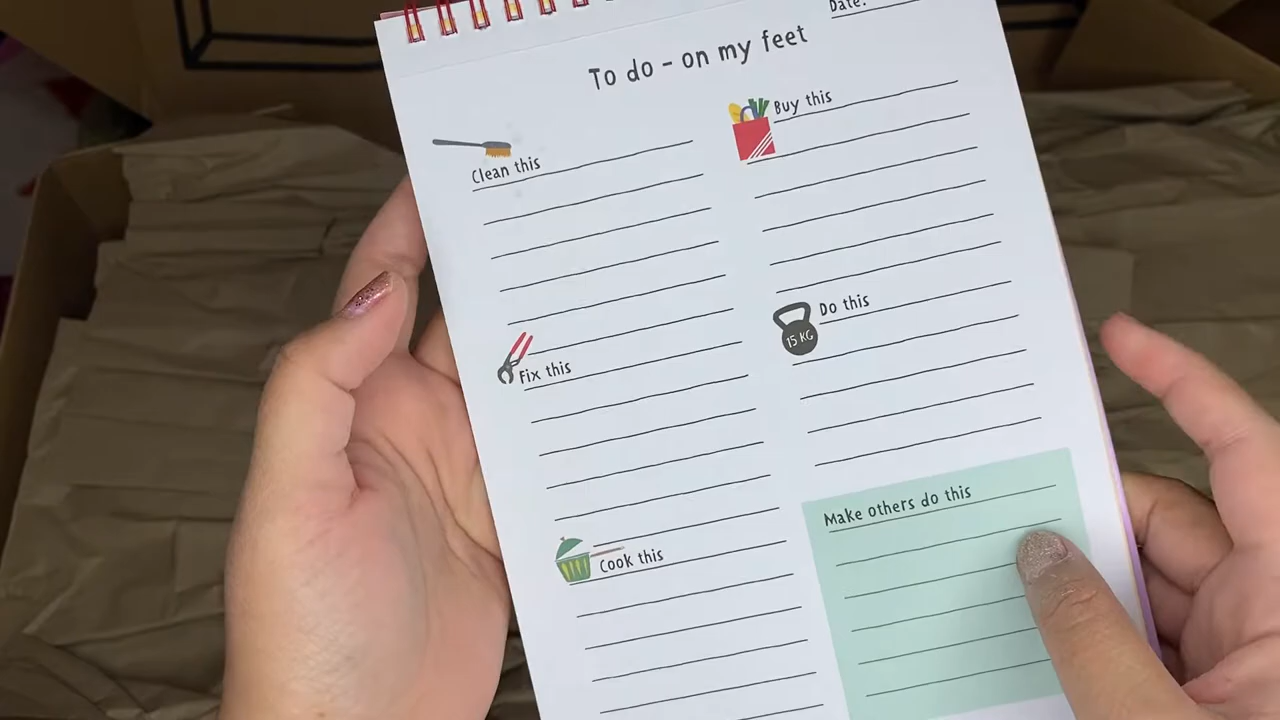 Date:
To do - on my feet
Clean this
Fix this
Cook this
Buy this
Do this
15 KG
Make others do this